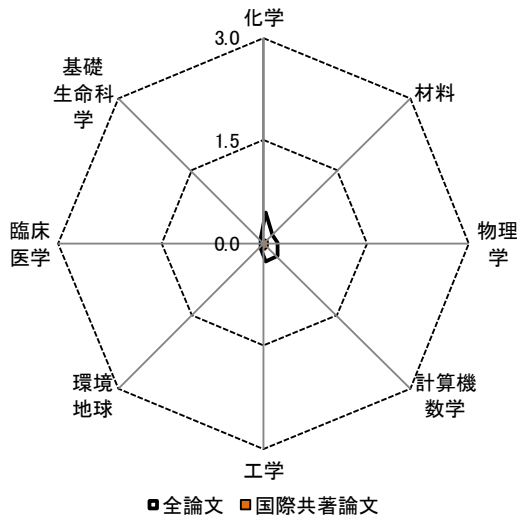 化学
3.0
基礎
生命科
学
材料
1.5
臨床
医学
0.0
物理
学
環境
地球
計算機
数学
工学
全論文 国際共著論文